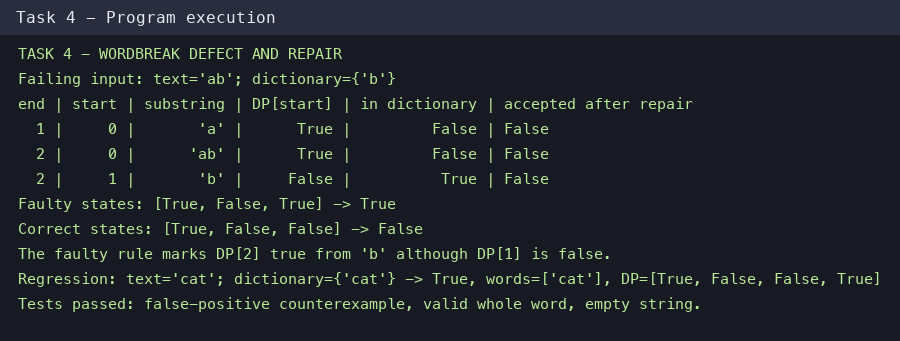 Task 4 — Program execution
TASK 4 — WORDBREAK DEFECT AND REPAIR
Failing input: text='ab'; dictionary={'b'}
end | start | substring | DP[start] | in dictionary | accepted after repair
  1 |     0 |       'a' |      True |         False | False
  2 |     0 |      'ab' |      True |         False | False
  2 |     1 |       'b' |     False |          True | False
Faulty states: [True, False, True] -> True
Correct states: [True, False, False] -> False
The faulty rule marks DP[2] true from 'b' although DP[1] is false.
Regression: text='cat'; dictionary={'cat'} -> True, words=['cat'], DP=[True, False, False, True]
Tests passed: false-positive counterexample, valid whole word, empty string.